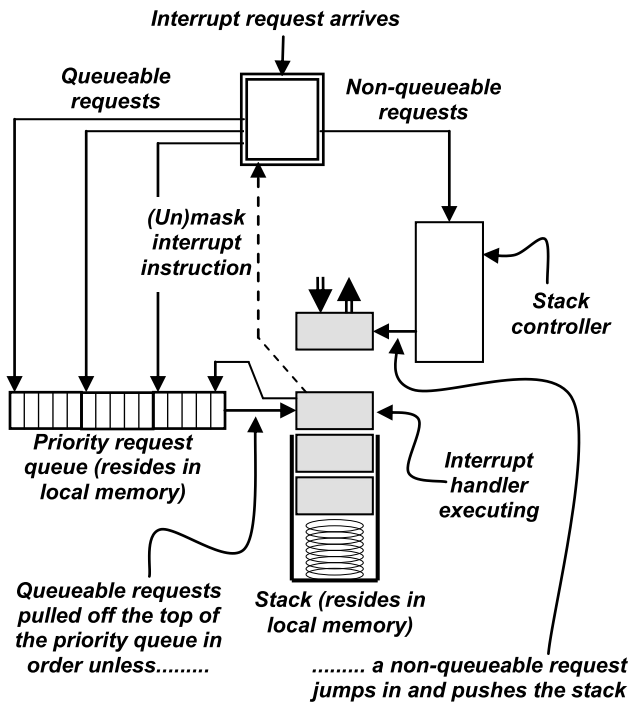 Interrupt request arrives
Queueable
requests
Non-queueable
requests
(Un)mask
interrupt
instruction
Stack
controller
Priority request
queue (resides in
local memory)
Interrupt
handler
executing
Queueable requests
pulled off the top of
the priority queue in
order unless.........
Stack (resides in
local memory)
......... a non-queueable request
jumps in and pushes the stack